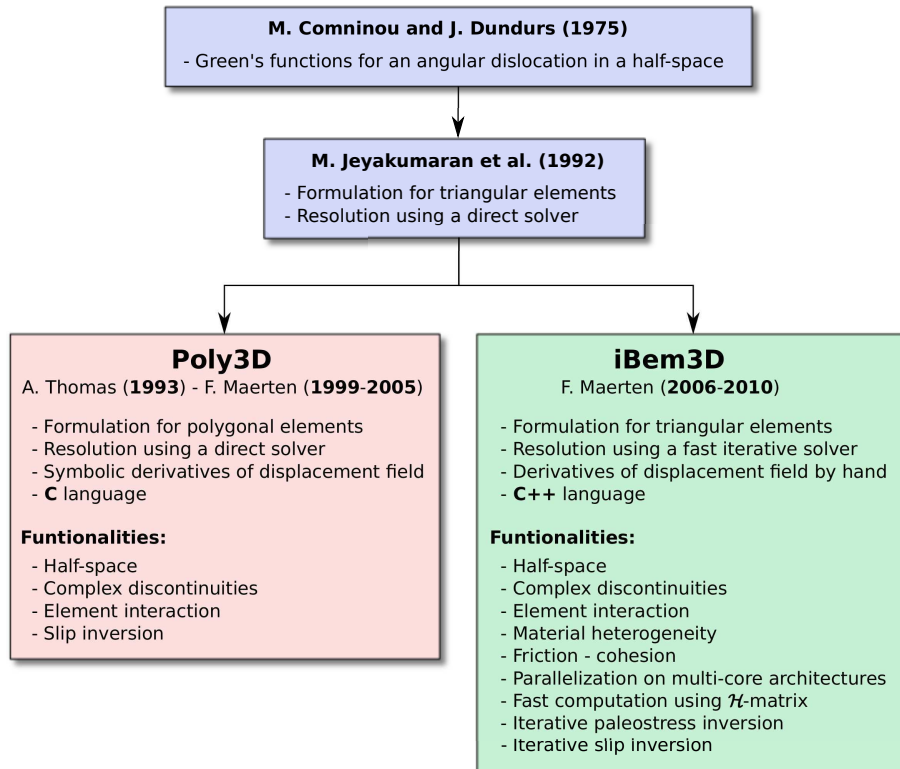 M. Comninou and J. Dundurs (1975)
- Green's functions for an angular dislocation in a half-space
M. Jeyakumaran et al. (1992)
- Formulation for triangular elements
- Resolution using a direct solver
Poly3D
A. Thomas (1993) - F. Maerten (1999-2005)
- Formulation for polygonal elements
- Resolution using a direct solver
- Symbolic derivatives of displacement field
- C language
Funtionalities:
- Half-space
- Complex discontinuities
- Element interaction
- Slip inversion
iBem3D
F. Maerten (2006-2010)
- Formulation for triangular elements
- Resolution using a fast iterative solver
- Derivatives of displacement field by hand
- C++ language
Funtionalities:
- Half-space
- Complex discontinuities
- Element interaction
- Material heterogeneity
- Friction - cohesion
- Parallelization on multi-core architectures
- Fast computation using ℋ-matrix
- Iterative paleostress inversion
- Iterative slip inversion